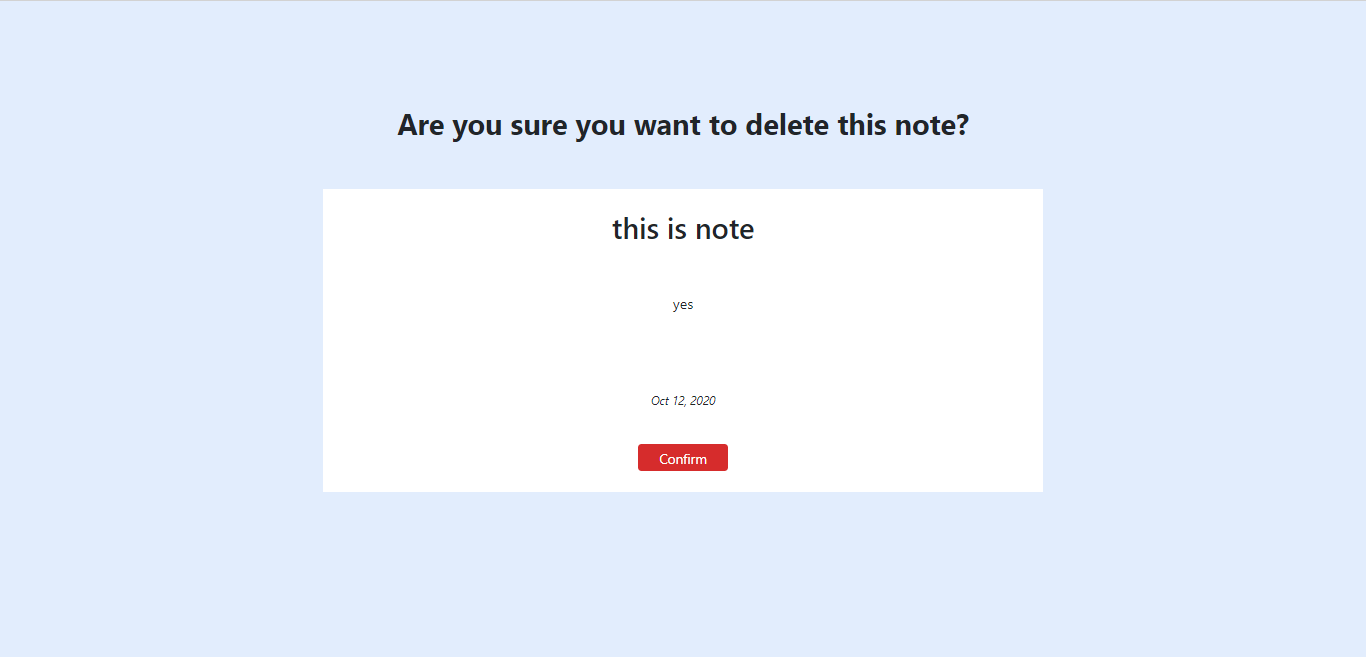 Are you sure you want to delete this note?
this is note
yes
Oct 12, 2020
Confirm